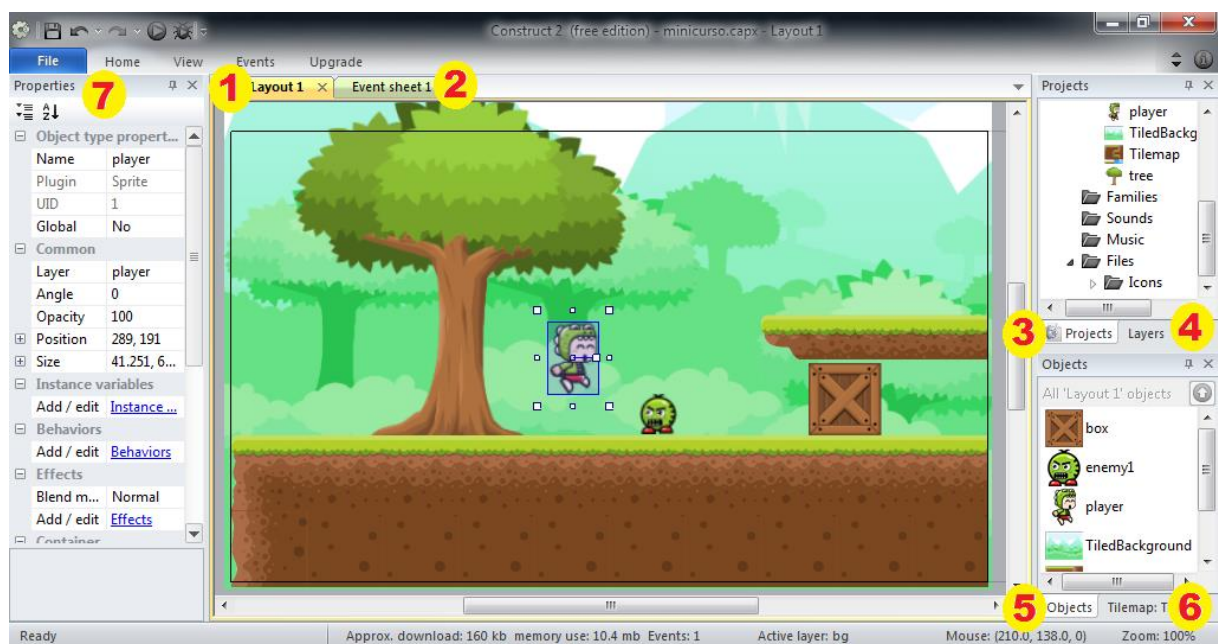 Construct 2 (free edition) - minicurso.capx - Layout 1
File Home View Events Upgrade
Properties
7
1
Layout 1
Event sheet 1
2
Projects
Object type propert...
Name player
Plugin Sprite
UID 1
Global No
Common
Layer player
Angle 0
Opacity 100
Position 289, 191
Size 41.251, 6...
Instance variables
Add / edit Instance ...
Behaviors
Add / edit Behaviors
Effects
Blend m... Normal
Add / edit Effects
Container
player
TiledBackg
Tilemap
tree
Families
Sounds
Music
Files
Icons
3
Projects Layers
4
Objects
All 'Layout 1' objects
box
enemy1
player
TiledBackground
5
Objects Tilemap: T
6
Ready Approx. download: 160 kb memory use: 10.4 mb Events: 1 Active layer: bg Mouse: (210.0, 138.0, 0) Zoom: 100%